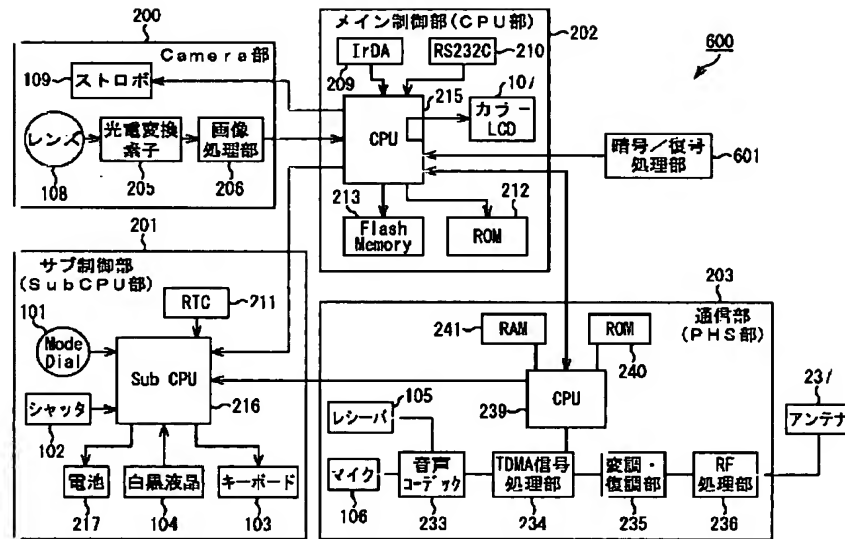 200
Camera部
109
ストロボ
レンズ
108
光電変換
素子
205
画像
処理部
206
メイン制御部(CPU部)
202
IrDA
209
RS232C
210
215
CPU
10/
カラー
LCD
213
Flash
Memory
212
ROM
600
暗号/復号
処理部
601
201
サブ制御部
(SubCPU部)
RTC
211
101
Mode
Dial
Sub CPU
216
シャッタ
102
電池
217
白黒液晶
104
キーボード
103
203
通信部
(PHS部)
241
RAM
ROM
240
CPU
239
105
レシーバ
マイク
106
音声
コーデック
233
TDMA信号
処理部
234
変調・
復調部
235
RF
処理部
236
23/
アンテナ